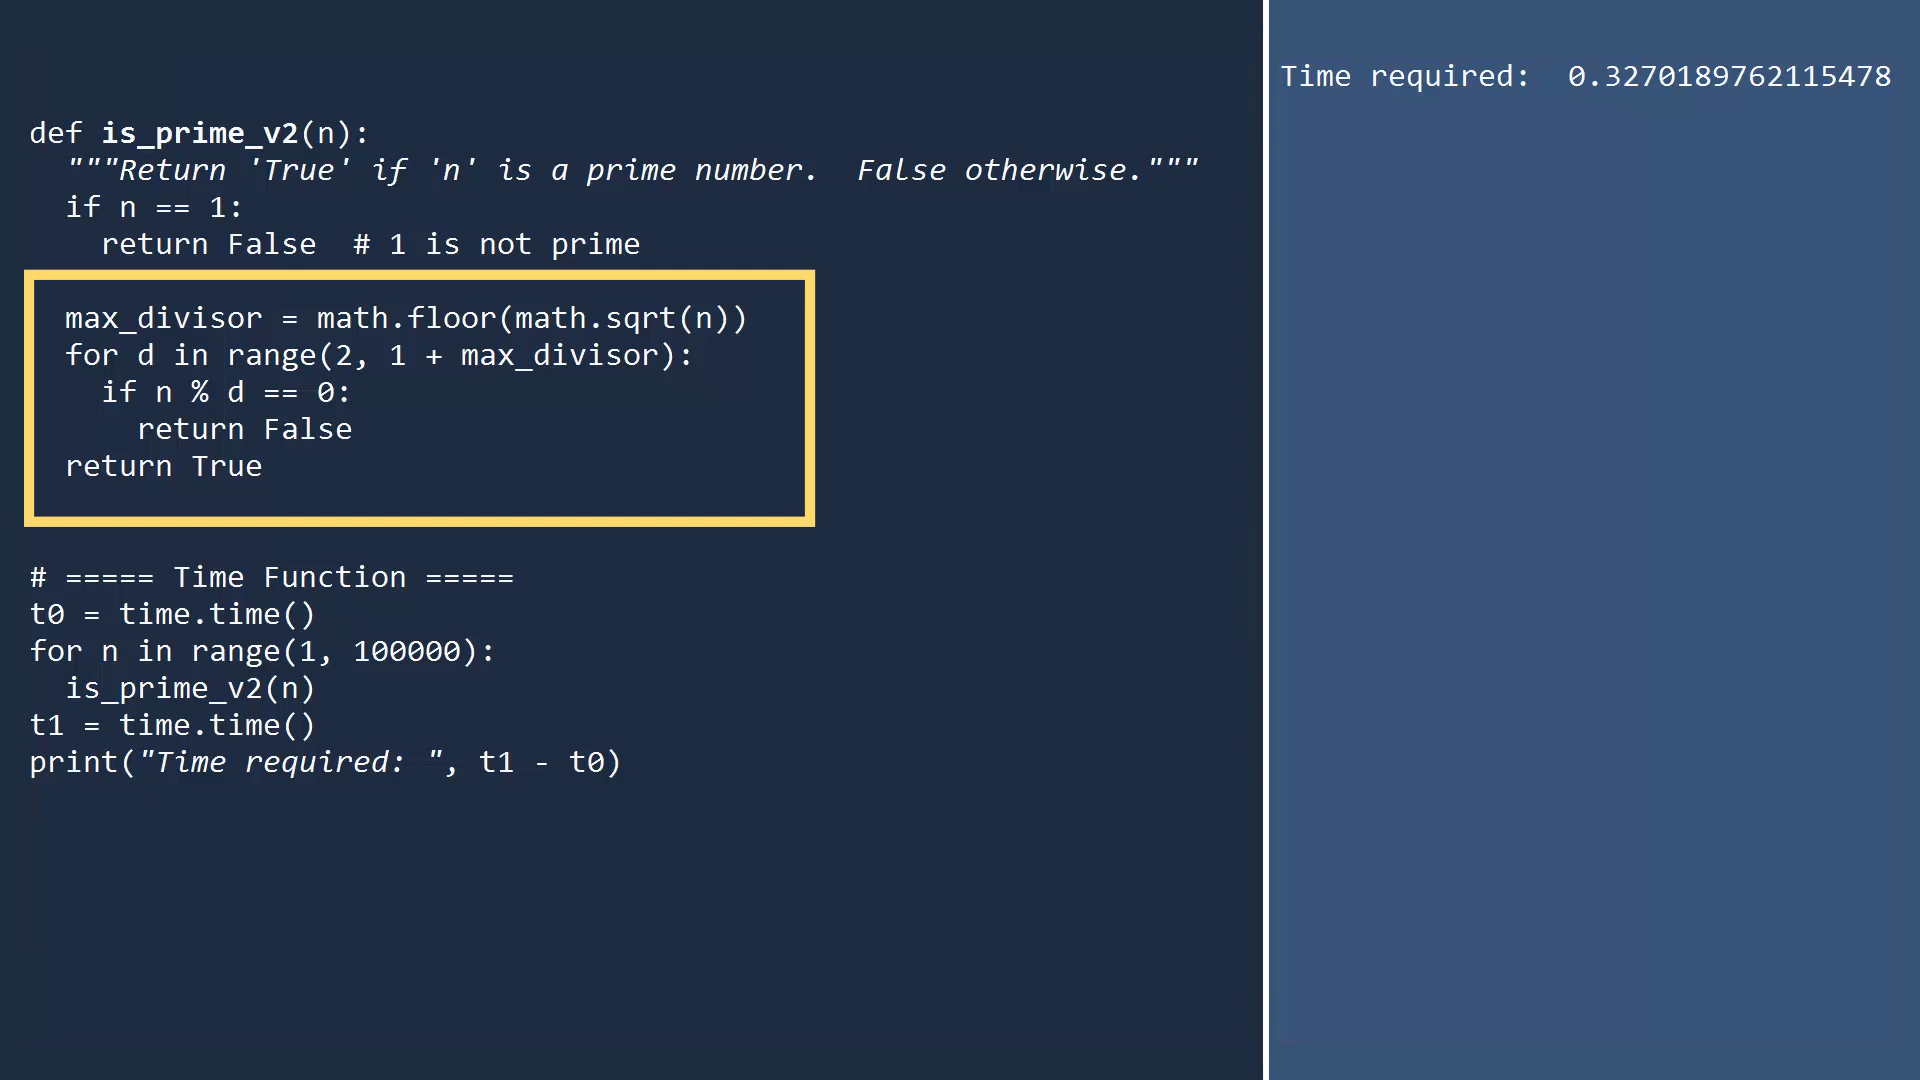 def is_prime_v2(n):
  """Return 'True' if 'n' is a prime number.  False otherwise."""
  if n == 1:
    return False  # 1 is not prime
  max_divisor = math.floor(math.sqrt(n))
  for d in range(2, 1 + max_divisor):
    if n % d == 0:
      return False
  return True
# ===== Time Function =====
t0 = time.time()
for n in range(1, 100000):
  is_prime_v2(n)
t1 = time.time()
print("Time required: ", t1 - t0)
Time required:  0.3270189762115478